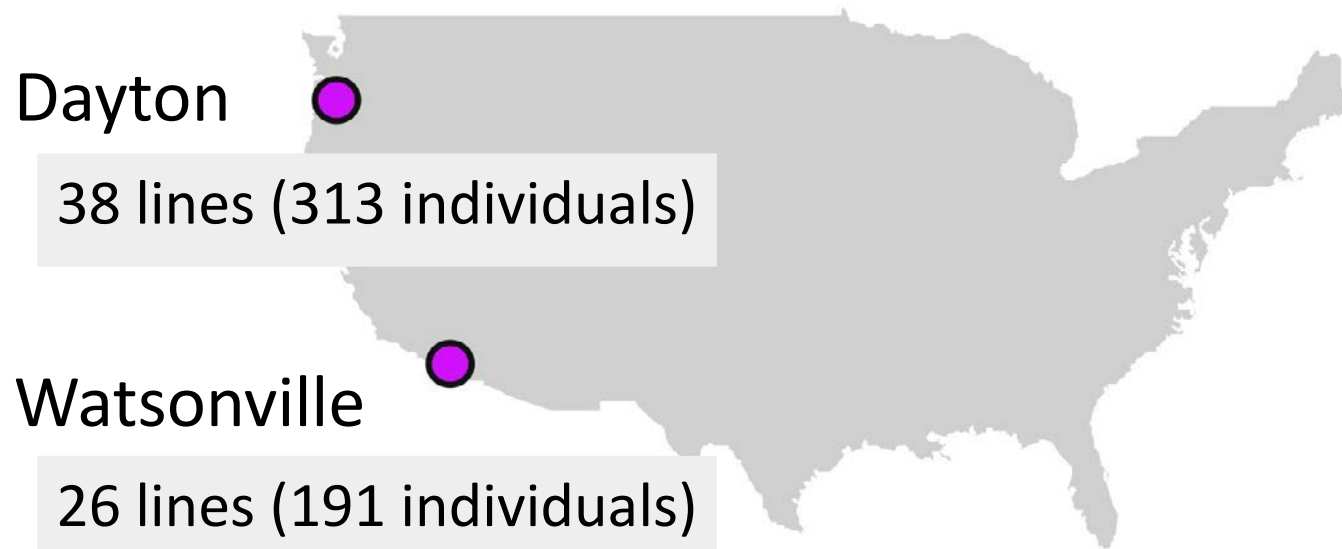 Dayton
38 lines (313 individuals)
Watsonville
26 lines (191 individuals)